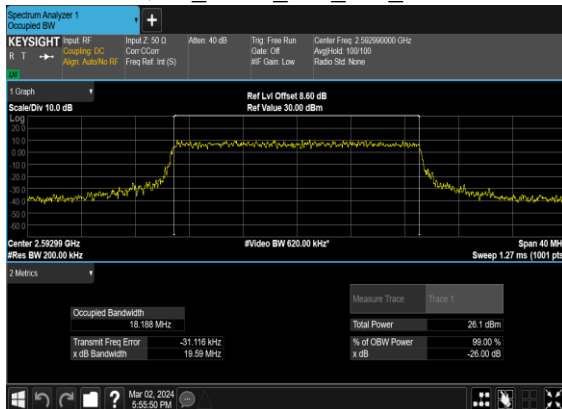 Spectrum Analyzer 1
Occupied BW
+
KEYSIGHT
R T
LXI
Input: RF
Coupling: DC
Align: Auto/No RF
Input Z: 50 Ω
Corr CCorr
Freq Ref: Int (S)
Atten: 40 dB
Trig: Free Run
Gate: Off
#IF Gain: Low
Center Freq: 2.592990000 GHz
Avg|Hold: 100/100
Radio Std: None
1 Graph
Scale/Div 10.0 dB
Ref Lvl Offset 8.60 dB
Ref Value 30.00 dBm
Log
20.0
10.0
0.00
-10.0
-20.0
-30.0
-40.0
-50.0
-60.0
Center 2.59299 GHz
#Res BW 200.00 kHz
#Video BW 620.00 kHz*
Span 40 MH
Sweep 1.27 ms (1001 pts
2 Metrics
Measure Trace Trace 1
Occupied Bandwidth
18.188 MHz
Total Power 26.1 dBm
Transmit Freq Error -31.116 kHz
% of OBW Power 99.00 %
x dB Bandwidth 19.59 MHz
x dB -26.00 dB
?
Mar 02, 2024
5:55:50 PM